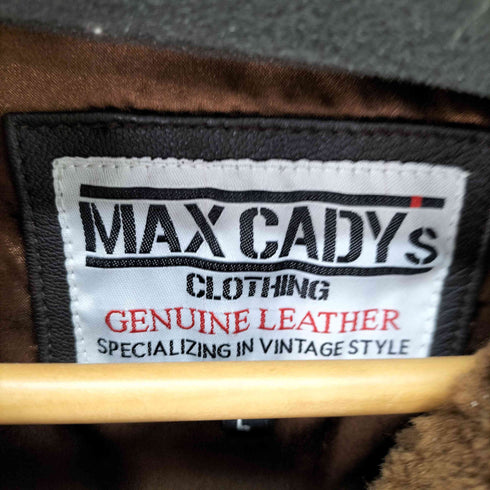 MAX CADYs
CLOTHING
GENUINE LEATHER
SPECIALIZING IN VINTAGE STYLE
L